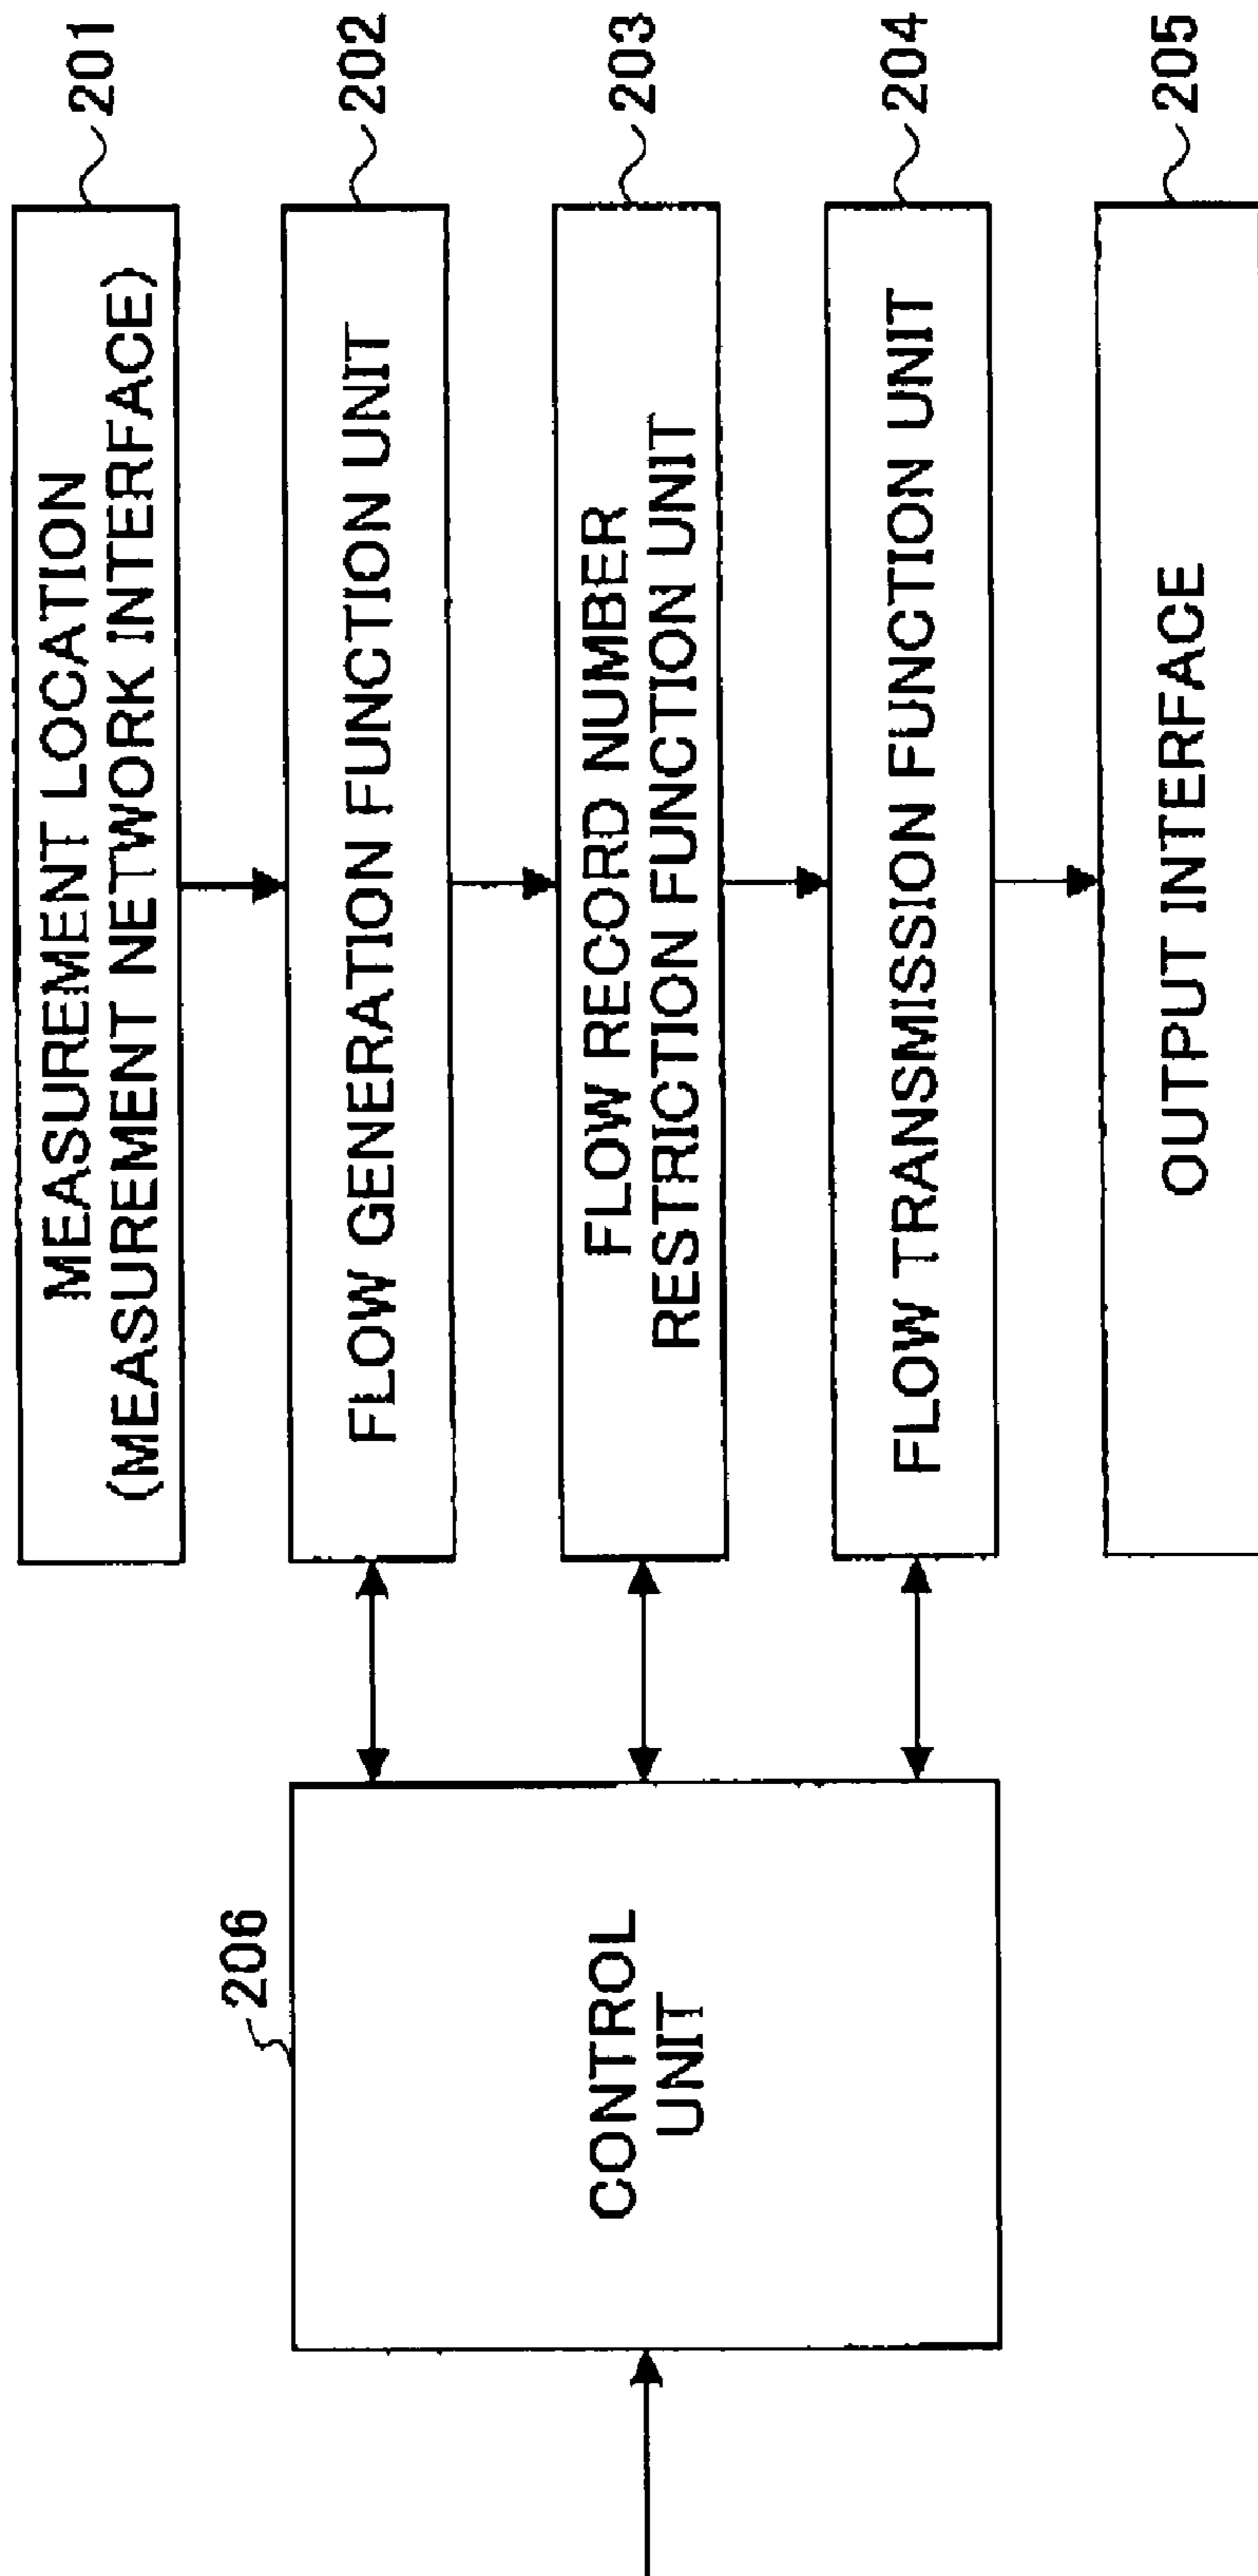 MEASUREMENT LOCATION
(MEASUREMENT NETWORK INTERFACE)
201
FLOW GENERATION FUNCTION UNIT
202
FLOW RECORD NUMBER
RESTRICTION FUNCTION UNIT
203
FLOW TRANSMISSION FUNCTION UNIT
204
OUTPUT INTERFACE
205
206
CONTROL
UNIT